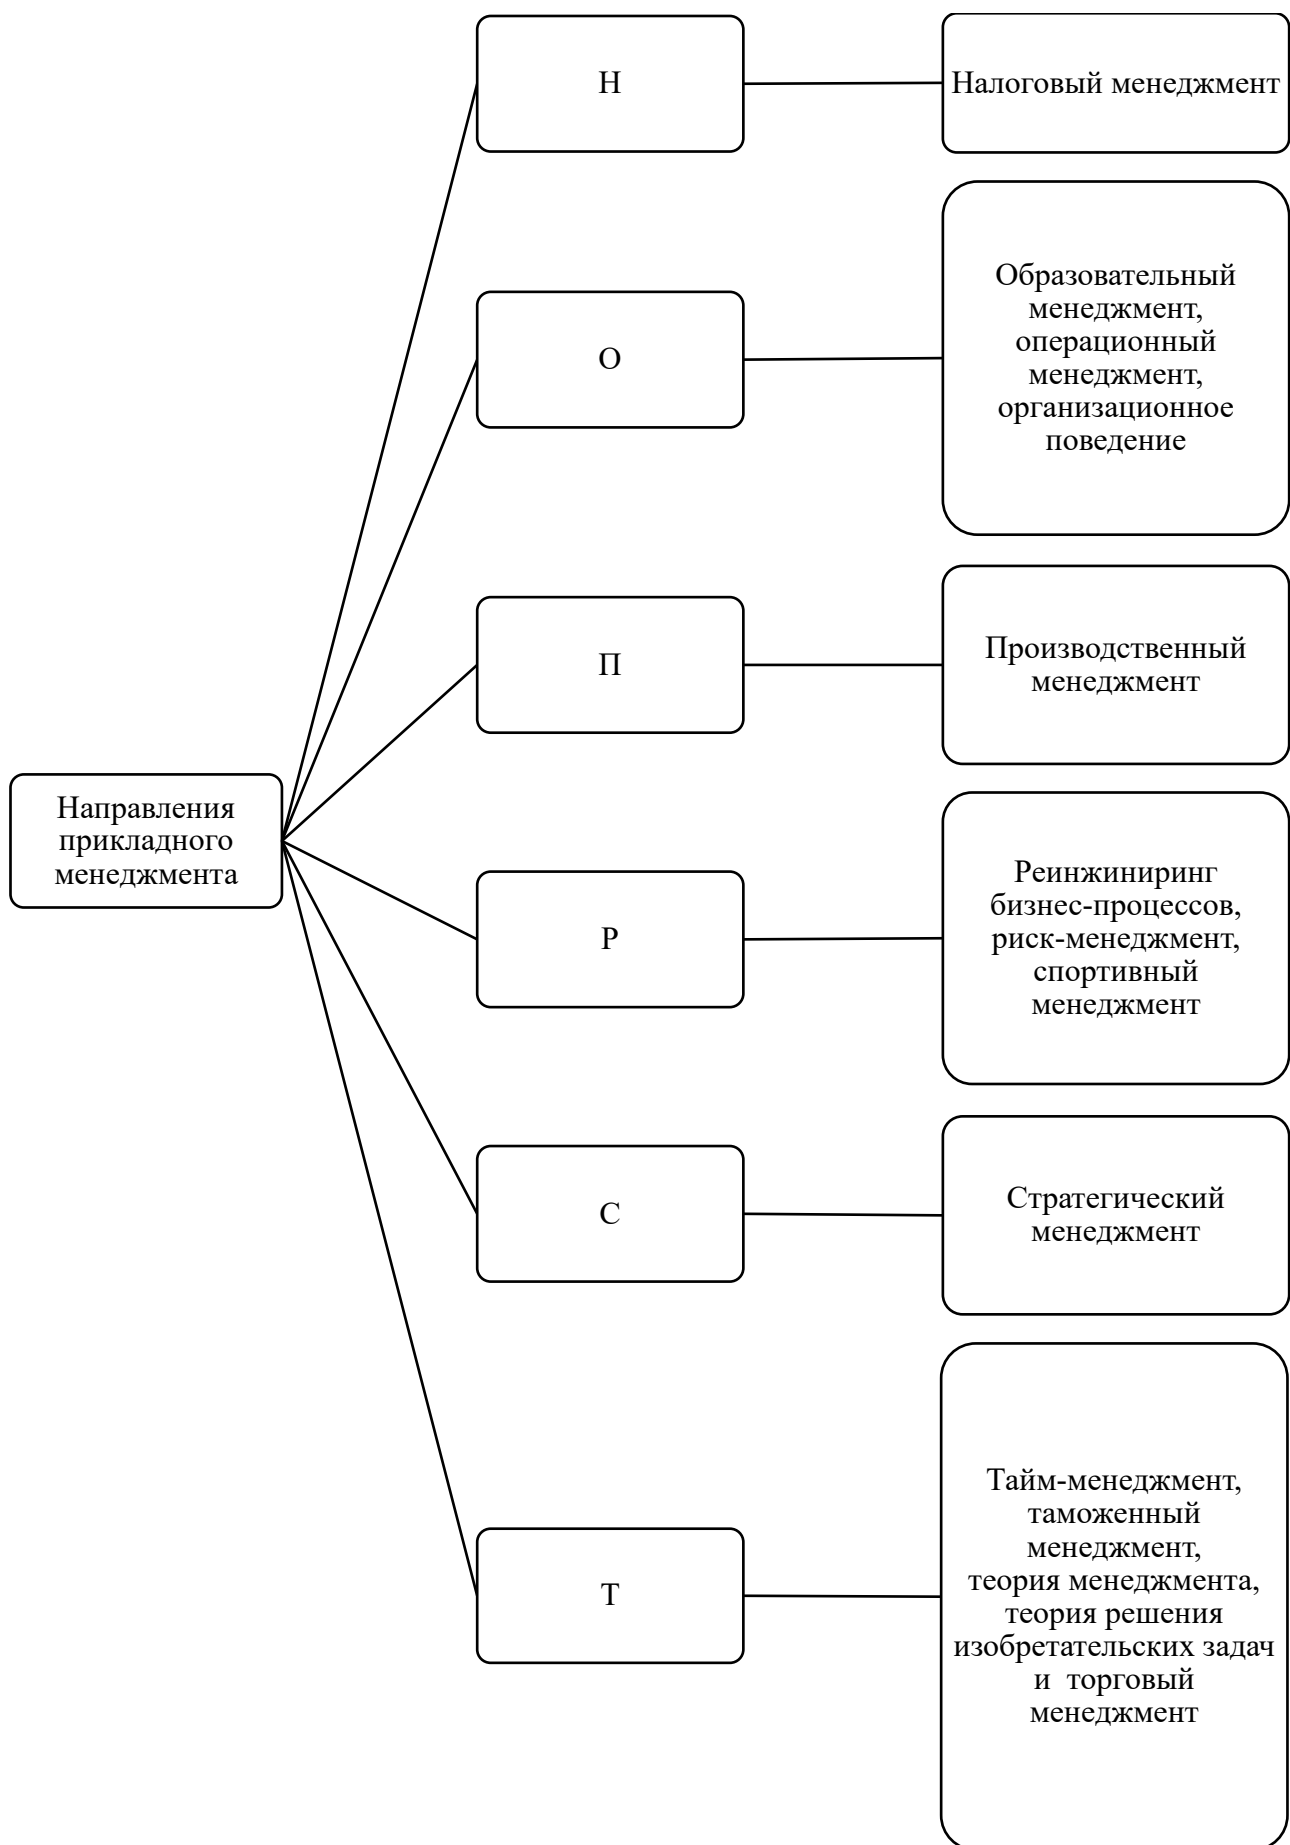 Направления
прикладного
менеджмента
Н
Налоговый менеджмент
О
Образовательный
менеджмент,
операционный
менеджмент,
организационное
поведение
П
Производственный
менеджмент
Р
Реинжиниринг
бизнес-процессов,
риск-менеджмент,
спортивный
менеджмент
С
Стратегический
менеджмент
Т
Тайм-менеджмент,
таможенный
менеджмент,
теория менеджмента,
теория решения
изобретательских задач
и  торговый
менеджмент